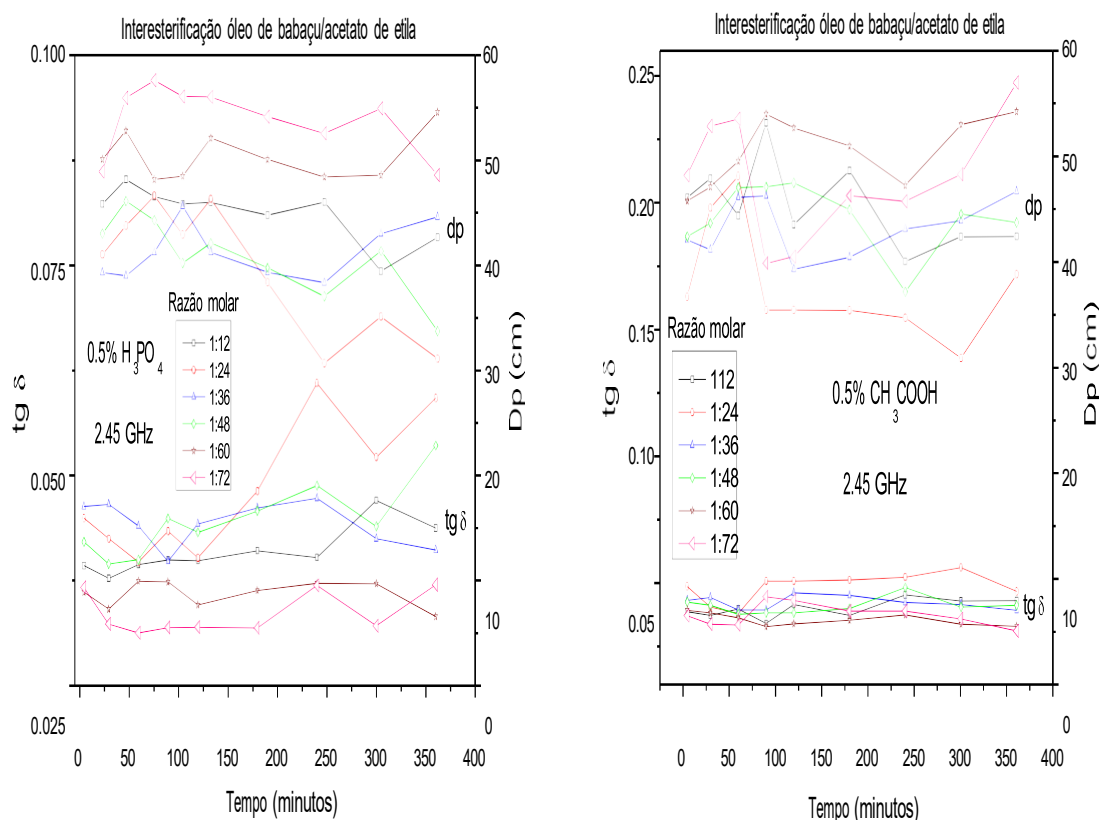 Interesterificação óleo de babaçu/acetato de etila
0.100
0.075
0.050
0.025
tg δ
60
50
40
30
20
10
0
Dp (cm)
dp
tg δ
Razão molar
1:12
1:24
1:36
1:48
1:60
1:72
0.5% H3PO4
2.45 GHz
0 50 100 150 200 250 300 350 400
Tempo (minutos)
Interesterificação óleo de babaçu/acetato de etila
0.25
0.20
0.15
0.10
0.05
tg δ
60
50
40
30
20
10
0
Dp (cm)
dp
tg δ
Razão molar
112
1:24
1:36
1:48
1:60
1:72
0.5% CH3COOH
2.45 GHz
0 50 100 150 200 250 300 350 400
Tempo (minutos)